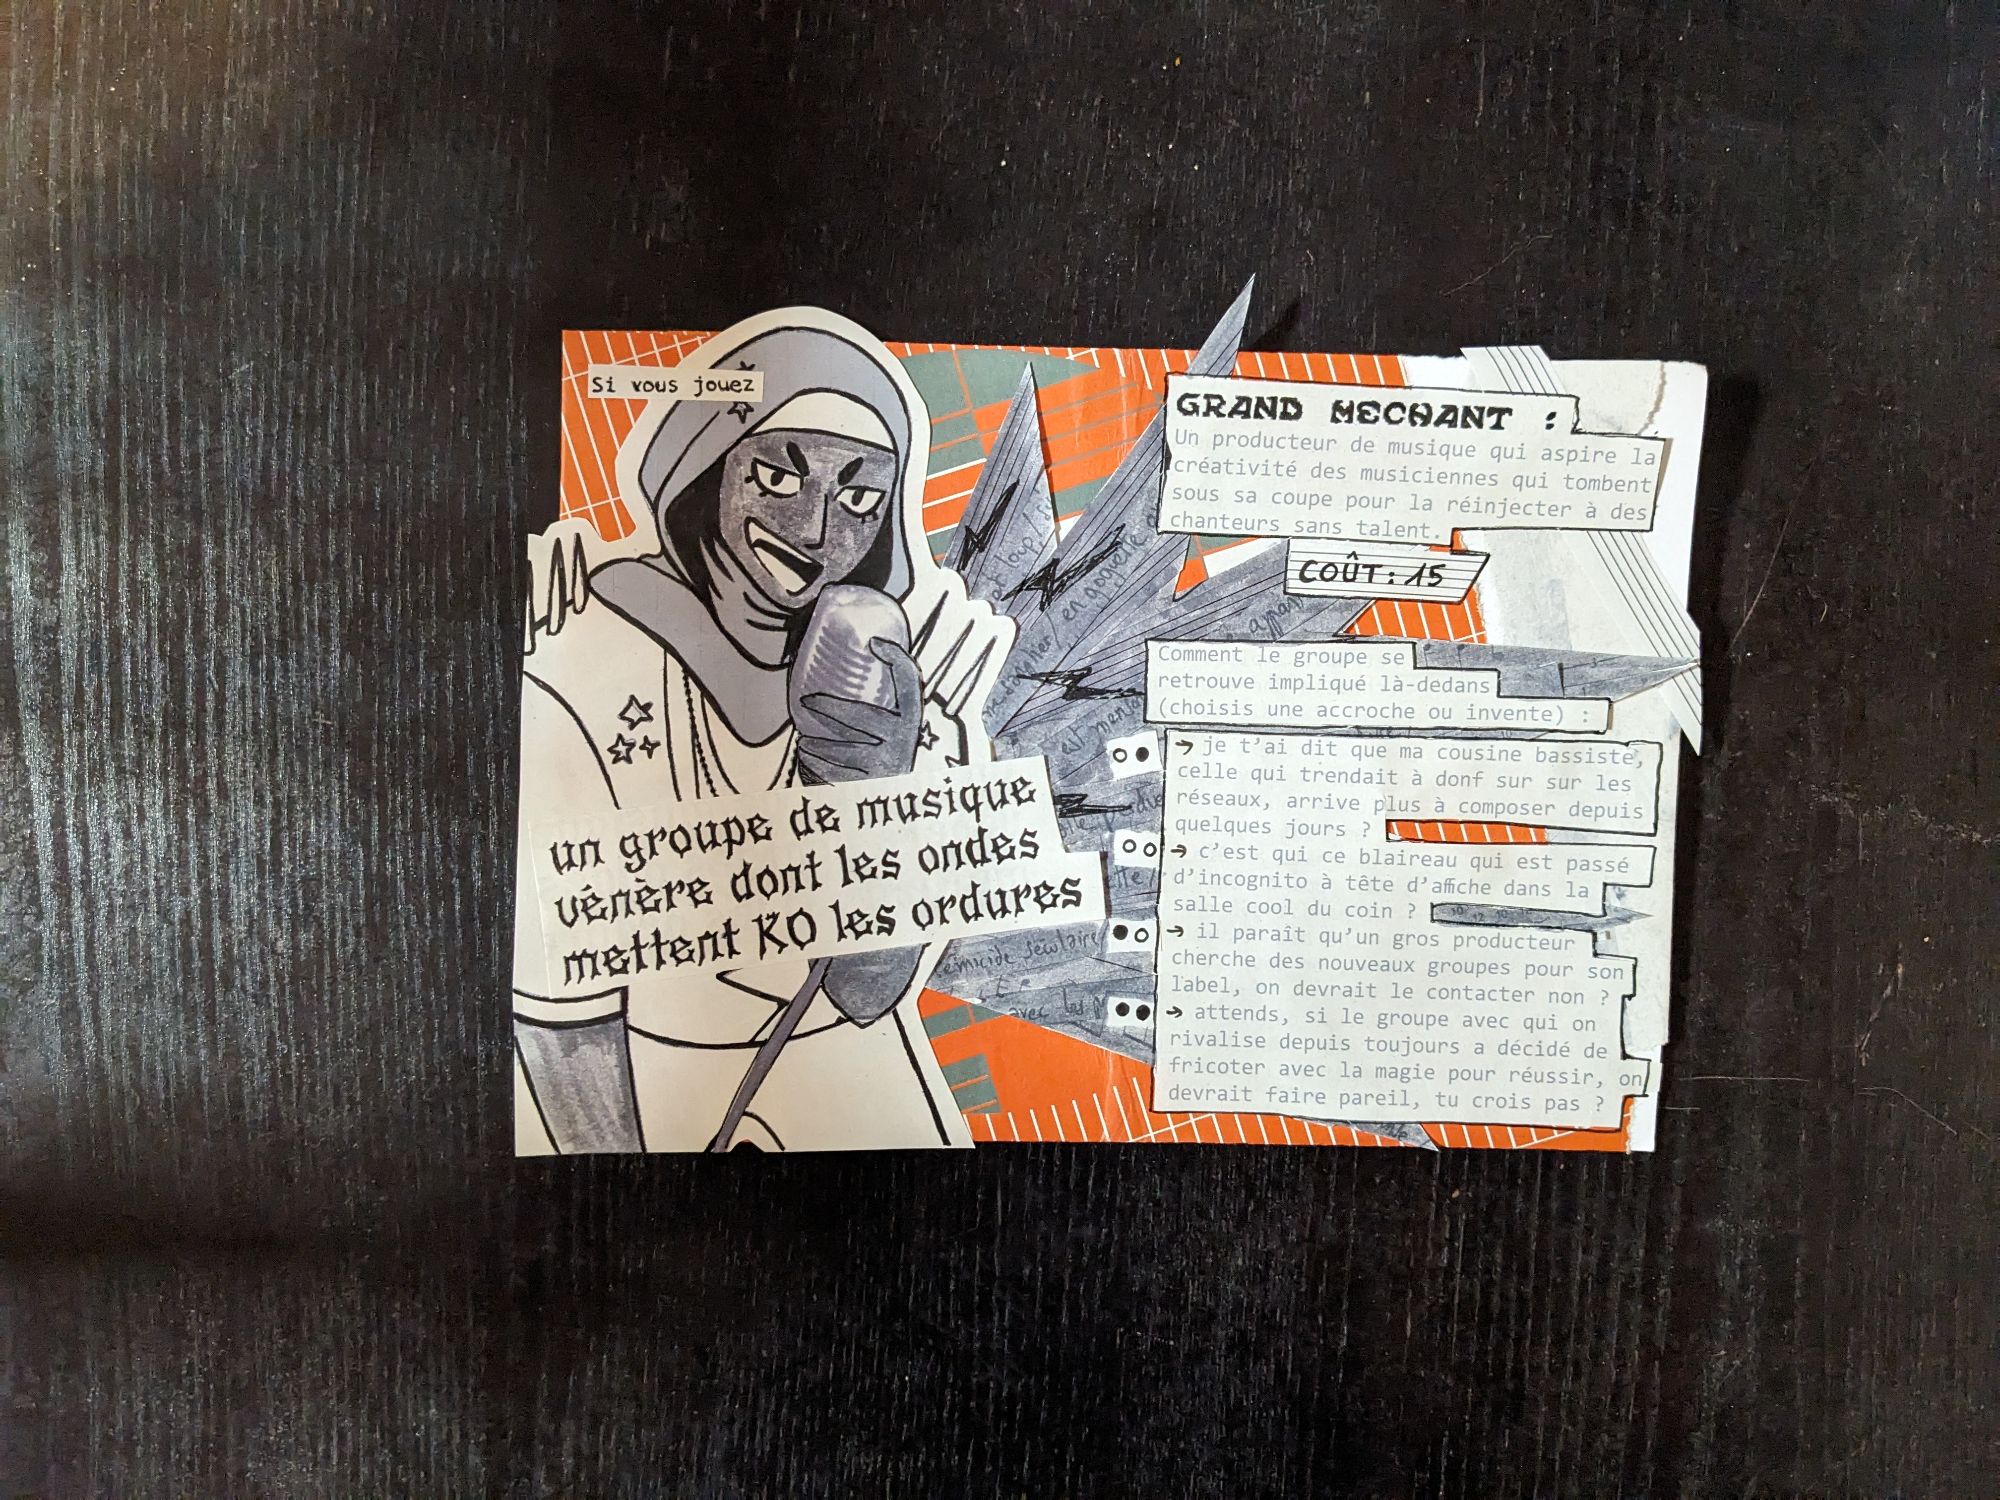 Si vous jouez
un groupe de musique
vénère dont les ondes
mettent KO les ordures
GRAND MECHANT :
Un producteur de musique qui aspire la
créativité des musiciennes qui tombent
sous sa coupe pour la réinjecter à des
chanteurs sans talent.
COÛT : 15
Comment le groupe se
retrouve impliqué là-dedans
(choisis une accroche ou invente) :
→ je t'ai dit que ma cousine bassiste,
celle qui trendait à donf sur sur les
réseaux, arrive plus à composer depuis
quelques jours ?
→ c'est qui ce blaireau qui est passé
d'incognito à tête d'affiche dans la
salle cool du coin ?
→ il paraît qu'un gros producteur
cherche des nouveaux groupes pour son
label, on devrait le contacter non ?
→ attends, si le groupe avec qui on
rivalise depuis toujours a décidé de
fricoter avec la magie pour réussir, on
devrait faire pareil, tu crois pas ?
loup/
en goguette
séculaire/
avec les